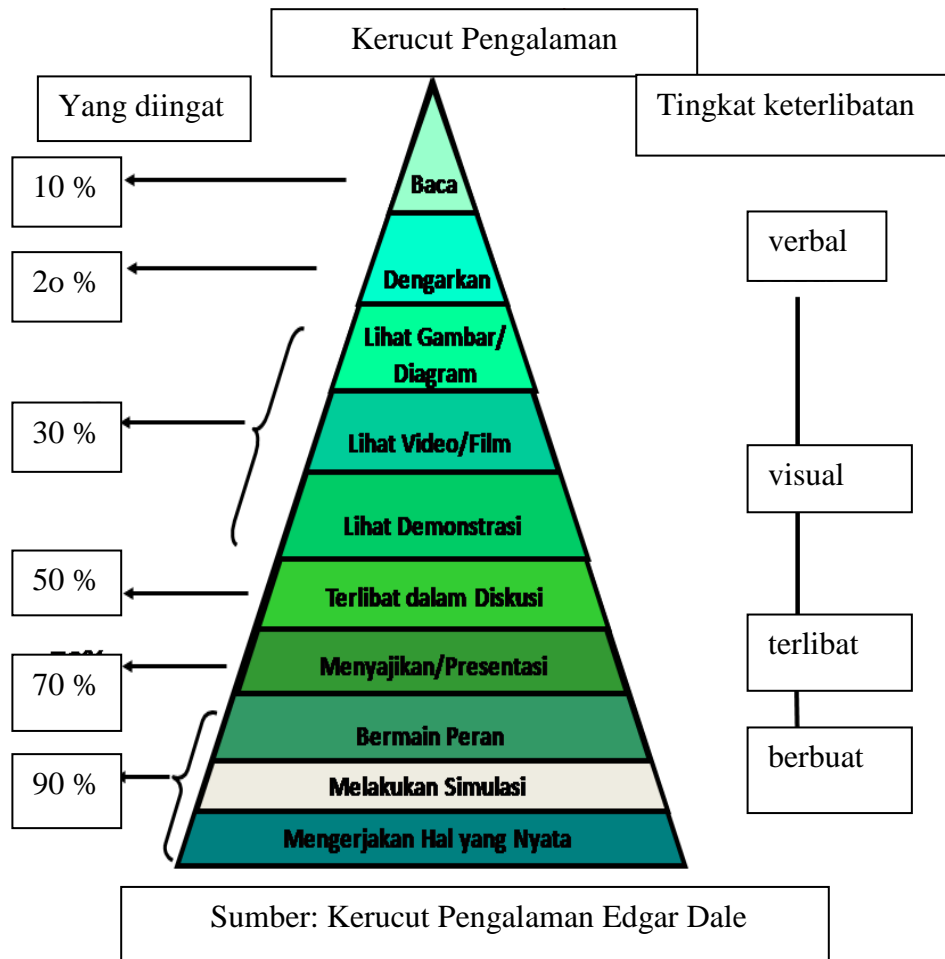 Kerucut Pengalaman
Yang diingat
Tingkat keterlibatan
10 %
Baca
verbal
2o %
Dengarkan
Lihat Gambar/
Diagram
30 %
Lihat Video/Film
visual
Lihat Demonstrasi
50 %
Terlibat dalam Diskusi
terlibat
70 %
Menyajikan/Presentasi
Bermain Peran
berbuat
90 %
Melakukan Simulasi
Mengerjakan Hal yang Nyata
Sumber: Kerucut Pengalaman Edgar Dale